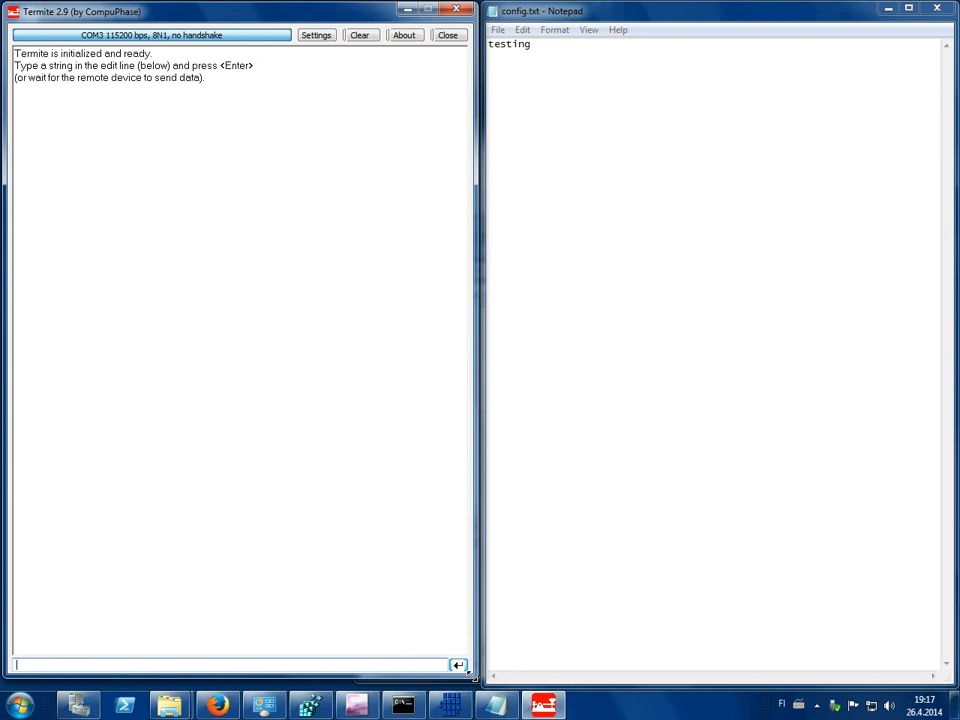 Termite 2.9 (by CompuPhase)
COM3 115200 bps, 8N1, no handshake
Settings
Clear
About
Close
Termite is initialized and ready.
Type a string in the edit line (below) and press <Enter>
(or wait for the remote device to send data).
config.txt - Notepad
File Edit Format View Help
testing
FI
19:17
26.4.2014